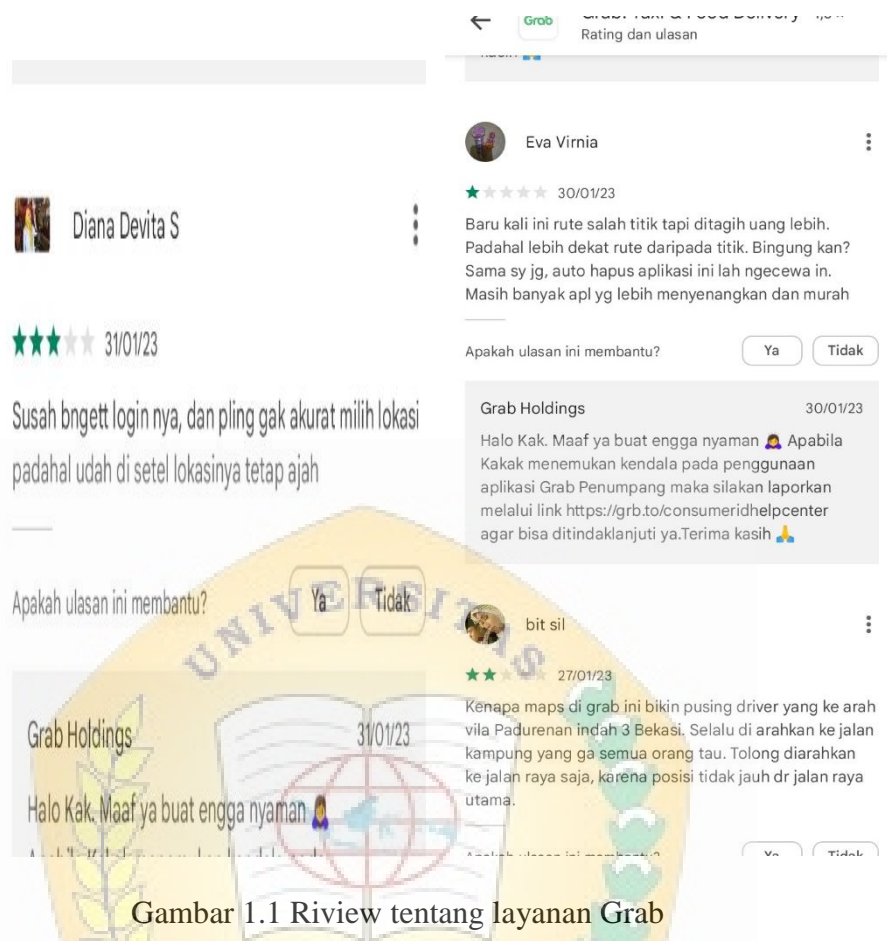 Diana Devita S
31/01/23
Susah bngett login nya, dan pling gak akurat milih lokasi
padahal udah di setel lokasinya tetap ajah
Apakah ulasan ini membantu?
Ya
Tidak
Grab Holdings
31/01/23
Halo Kak. Maaf ya buat engga nyaman 🙇‍♀️
Grab
Rating dan ulasan
Eva Virnia
30/01/23
Baru kali ini rute salah titik tapi ditagih uang lebih.
Padahal lebih dekat rute daripada titik. Bingung kan?
Sama sy jg, auto hapus aplikasi ini lah ngecewa in.
Masih banyak apl yg lebih menyenangkan dan murah
Apakah ulasan ini membantu?
Ya
Tidak
Grab Holdings
30/01/23
Halo Kak. Maaf ya buat engga nyaman 🙇‍♀️ Apabila
Kakak menemukan kendala pada penggunaan
aplikasi Grab Penumpang maka silakan laporkan
melalui link https://grb.to/consumeridhelpcenter
agar bisa ditindaklanjuti ya.Terima kasih 🙏
bit sil
27/01/23
Kenapa maps di grab ini bikin pusing driver yang ke arah
vila Padurenan indah 3 Bekasi. Selalu di arahkan ke jalan
kampung yang ga semua orang tau. Tolong diarahkan
ke jalan raya saja, karena posisi tidak jauh dr jalan raya
utama.
UNIVERSITAS
Gambar 1.1 Riview tentang layanan Grab